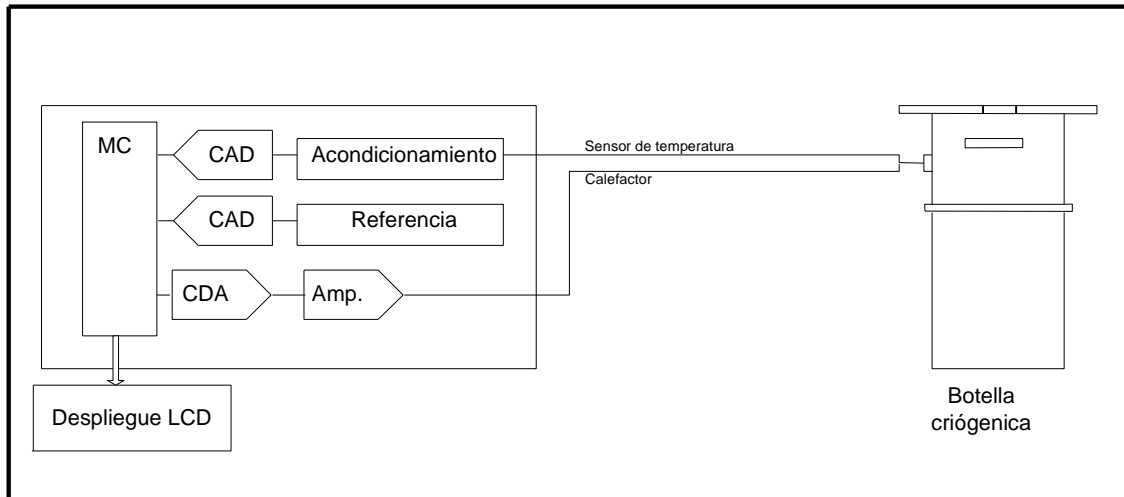 MC
CAD
Acondicionamiento
Sensor de temperatura
Calefactor
CAD
Referencia
CDA
Amp.
Despliegue LCD
Botella
criógenica